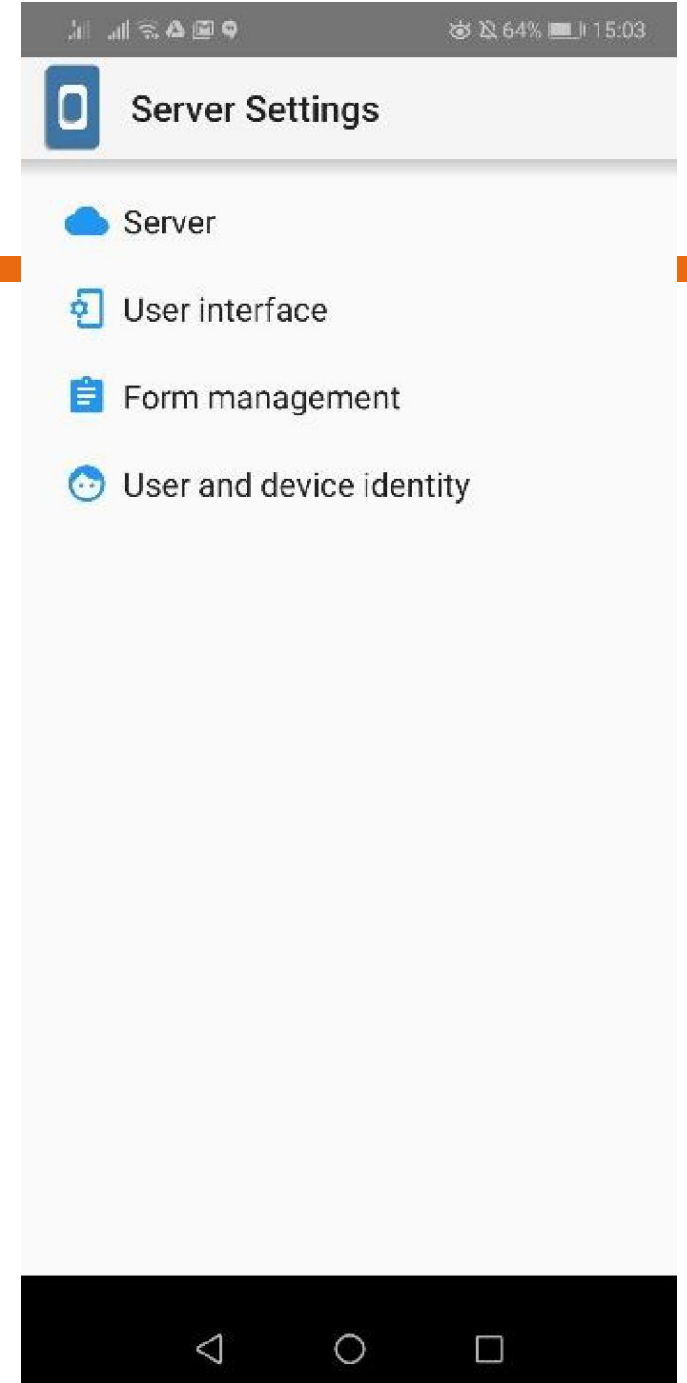 64% 15:03
Server Settings
Server
User interface
Form management
User and device identity